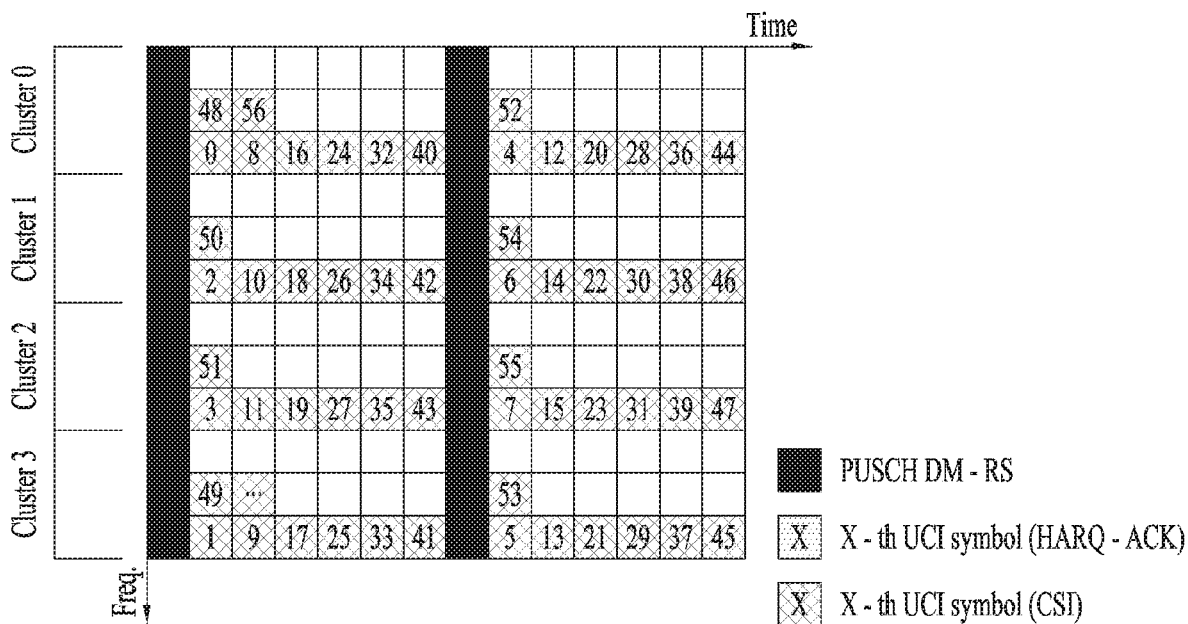 Time
Cluster 0
48 56 52
0 8 16 24 32 40 4 12 20 28 36 44
Cluster 1
50 54
2 10 18 26 34 42 6 14 22 30 38 46
Cluster 2
51 55
3 11 19 27 35 43 7 15 23 31 39 47
Cluster 3
49 ... 53
1 9 17 25 33 41 5 13 21 29 37 45
Freq.
PUSCH DM - RS
X X - th UCI symbol (HARQ - ACK)
X X - th UCI symbol (CSI)